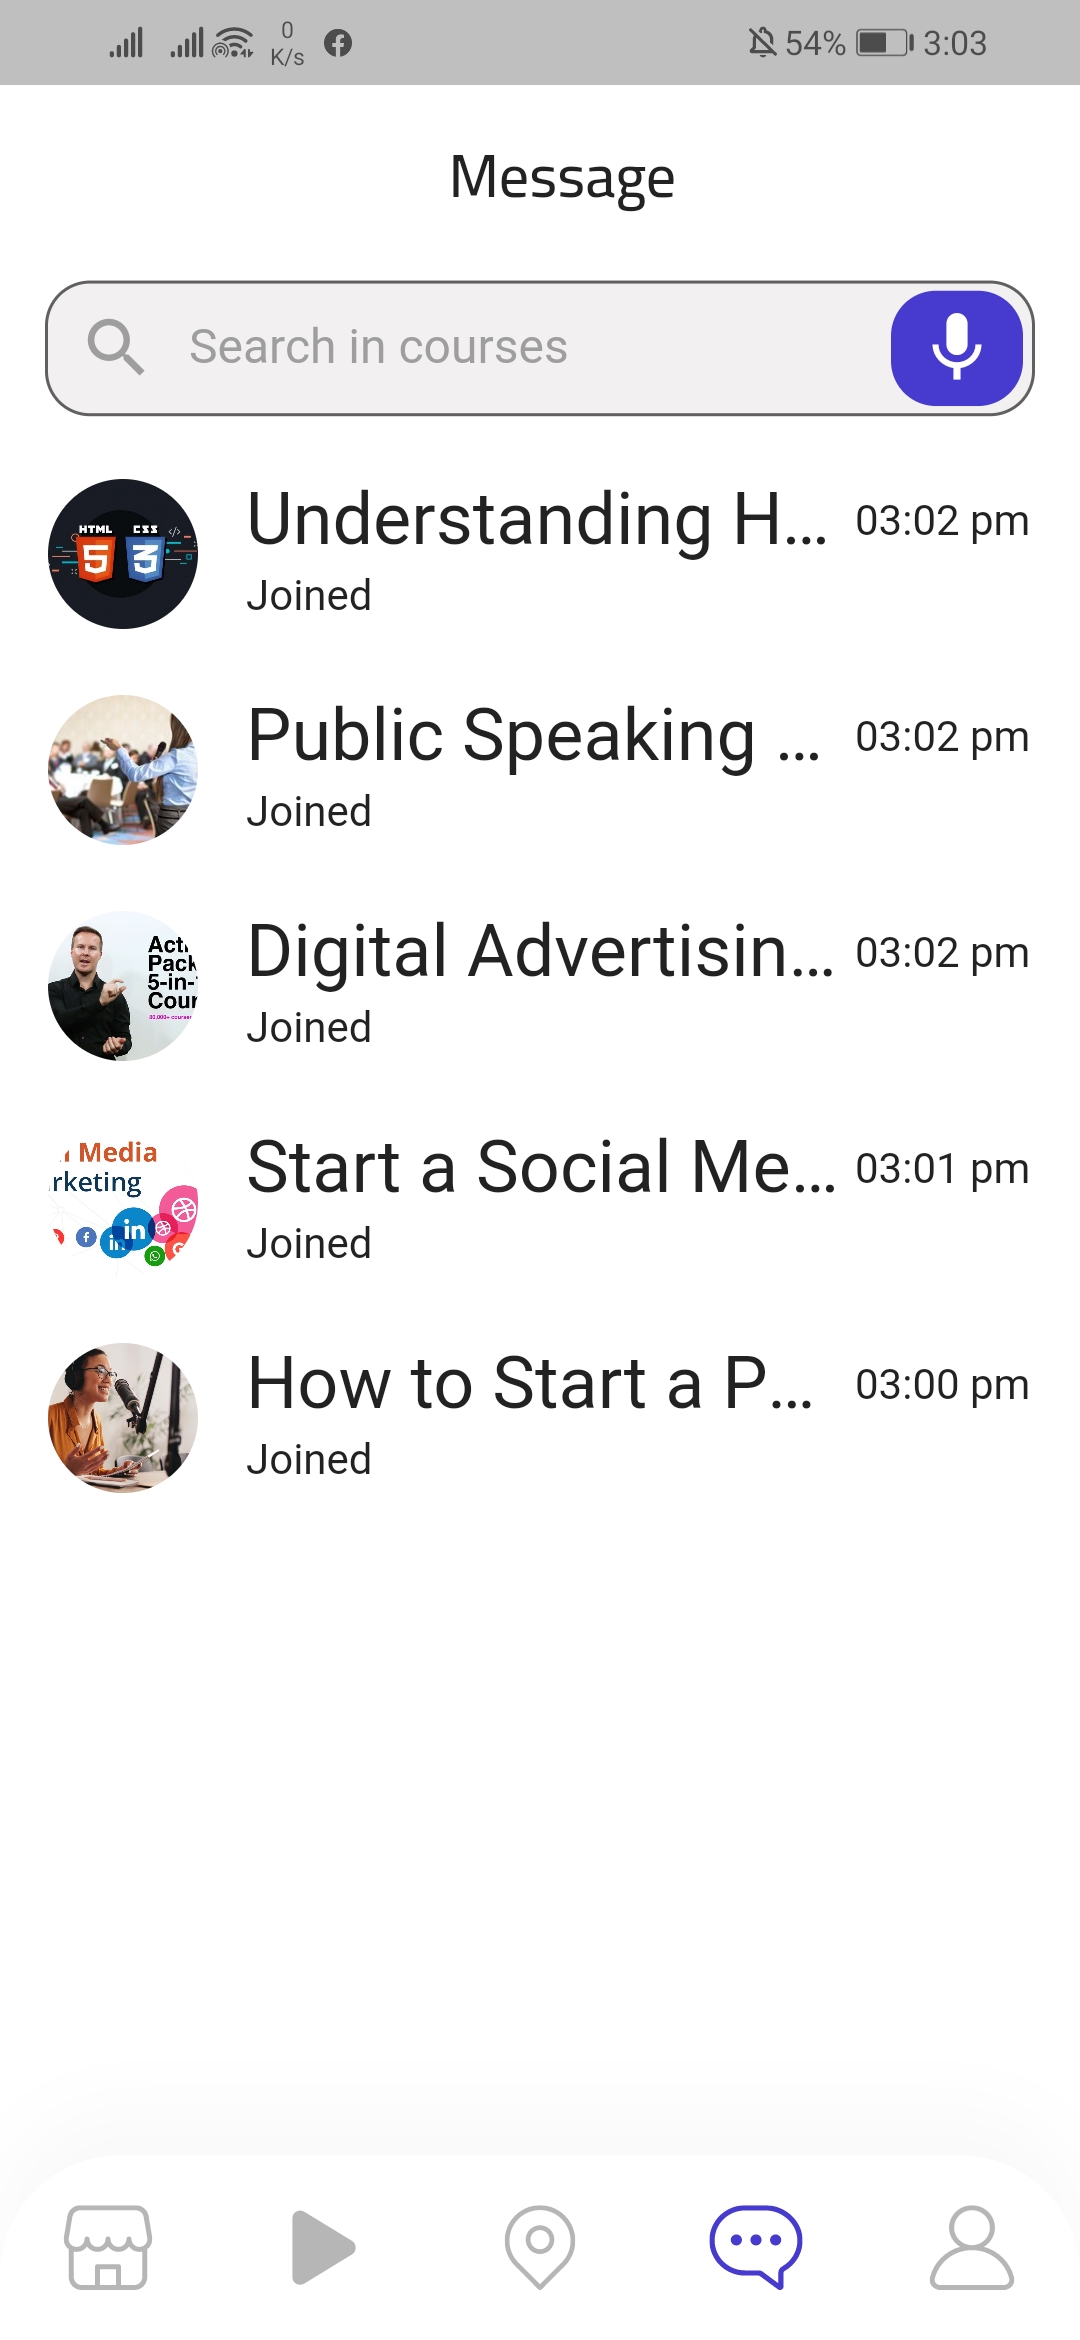 0
K/s
54%
3:03
Message
Search in courses
HTML CSS
5 3
Understanding H...
03:02 pm
Joined
Public Speaking ...
03:02 pm
Joined
Pack
5-in-
Digital Advertisin...
03:02 pm
Joined
Media
rketing
in
in
Start a Social Me...
03:01 pm
Joined
How to Start a P...
03:00 pm
Joined